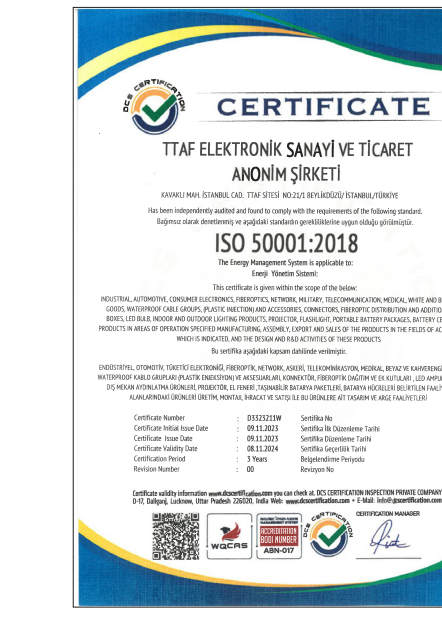 DCS CERTIFICATION
CERTIFICATE
TTAF ELEKTRONİK SANAYİ VE TİCARET
ANONİM ŞİRKETİ
KAVAKLI MAH. İSTANBUL CAD. TTAF SİTESİ NO:21/1 BEYLİKDÜZÜ/ İSTANBUL/TÜRKİYE
Has been independently audited and found to comply with the requirements of the following standard.
Bağımsız olarak denetlenmiş ve aşağıdaki standardın gerekliliklerine uygun olduğu görülmüştür.
ISO 50001:2018
The Energy Management System is applicable to:
Enerji Yönetim Sistemi:
This certificate is given within the scope of the below:
INDUSTRIAL, AUTOMOTIVE, CONSUMER ELECTRONICS, FIBEROPTICS, NETWORK, MILITARY, TELECOMMUNICATION, MEDICAL, WHITE AND B
GOODS, WATERPROOF CABLE GROUPS, (PLASTIC INJECTION) AND ACCESSORIES, CONNECTORS, FIBEROPTIC DISTRIBUTION AND ADDITIO
BOXES, LED BULB, INDOOR AND OUTDOOR LIGHTING PRODUCTS, PROJECTOR, FLASHLIGHT, PORTABLE BATTERY PACKAGES, BATTERY CE
PRODUCTS IN AREAS OF OPERATION SPECIFIED MANUFACTURING, ASSEMBLY, EXPORT AND SALES OF THE PRODUCTS IN THE FIELDS OF AC
WHICH IS INDICATED, AND THE DESIGN AND R&D ACTIVITIES OF THESE PRODUCTS
Bu sertifika aşağıdaki kapsam dahilinde verilmiştir.
ENDÜSTRİYEL, OTOMOTİV, TÜKETİCİ ELEKTRONİĞİ, FİBEROPTİK, NETWORK, ASKERİ, TELEKOMİNİKASYON, MEDİKAL, BEYAZ VE KAHVERENGİ
WATERPROOF KABLO GRUPLARI (PLASTİK ENEKSİYON) VE AKSESUARLARI, KONNEKTÖR, FİBEROPTİK DAĞITIM VE EK KUTULARI , LED AMPU
DIŞ MEKAN AYDINLATMA ÜRÜNLERİ, PROJEKTÖR, EL FENERİ ,TAŞINABİLİR BATARYA PAKETLERİ, BATARYA HÜCRELERİ BELİRTİLEN FAALİ
ALANLARINDAKİ ÜRÜNLERİ ÜRETİM, MONTAJ, İHRACAT VE SATIŞI İLE BU ÜRÜNLERE AİT TASARIM VE ARGE FAALİYETLERİ
Certificate Number : D3323211W Sertifika No
Certificate Initial Issue Date : 09.11.2023 Sertifika İlk Düzenleme Tarihi
Certificate Issue Date : 09.11.2023 Sertifika Düzenleme Tarihi
Certificate Validity Date : 08.11.2024 Sertifika Geçerlilik Tarihi
Certification Period : 3 Years Belgelendirme Periyodu
Revision Number : 00 Revizyon No
Certificate validity information www.dcscertification.com you can check at. DCS CERTIFICATION INSPECTION PRIVATE COMPANY
D-17, Daliganj, Lucknow, Uttar Pradesh 226020, India Web: www.dcscertification.com • E-Mail: info@dcscertification.com
CERTIFICATION MANAGER
WQCAS
ACCREDITATION
BODY NUMBER
ABN-017
DCS CERTIFICATION